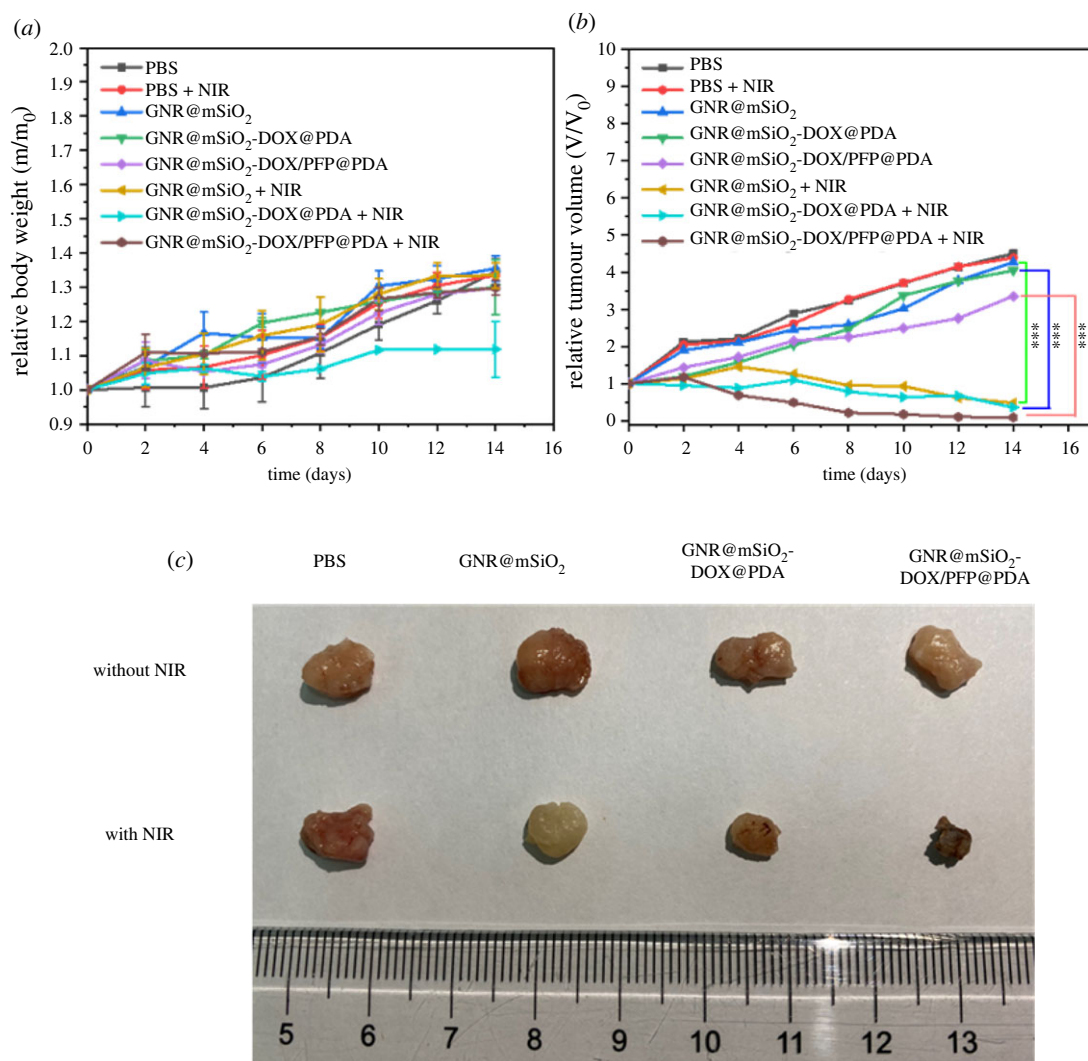 (a)
2.0
1.9
1.8
1.7
1.6
1.5
1.4
1.3
1.2
1.1
1.0
0.9
relative body weight (m/m₀)
PBS
PBS + NIR
GNR@mSiO₂
GNR@mSiO₂-DOX@PDA
GNR@mSiO₂-DOX/PFP@PDA
GNR@mSiO₂ + NIR
GNR@mSiO₂-DOX@PDA + NIR
GNR@mSiO₂-DOX/PFP@PDA + NIR
0 2 4 6 8 10 12 14 16
time (days)
(b)
10
9
8
7
6
5
4
3
2
1
0
relative tumour volume (V/V₀)
PBS
PBS + NIR
GNR@mSiO₂
GNR@mSiO₂-DOX@PDA
GNR@mSiO₂-DOX/PFP@PDA
GNR@mSiO₂ + NIR
GNR@mSiO₂-DOX@PDA + NIR
GNR@mSiO₂-DOX/PFP@PDA + NIR
*** *** ***
0 2 4 6 8 10 12 14 16
time (days)
(c)
PBS
GNR@mSiO₂
GNR@mSiO₂-
DOX@PDA
GNR@mSiO₂-
DOX/PFP@PDA
without NIR
with NIR
5 6 7 8 9 10 11 12 13